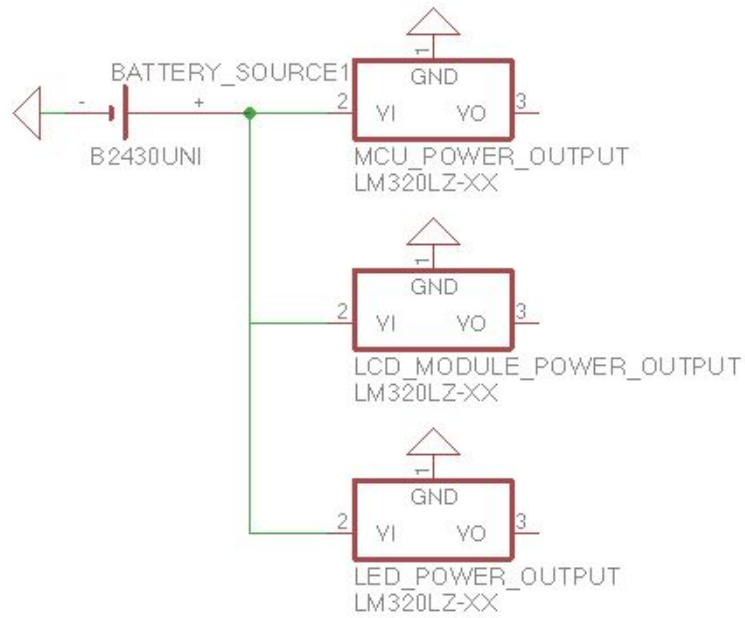 BATTERY_SOURCE1
- +
B2430UNI
1
GND
2 VI VO 3
MCU_POWER_OUTPUT
LM320LZ-XX
1
GND
2 VI VO 3
LCD_MODULE_POWER_OUTPUT
LM320LZ-XX
1
GND
2 VI VO 3
LED_POWER_OUTPUT
LM320LZ-XX